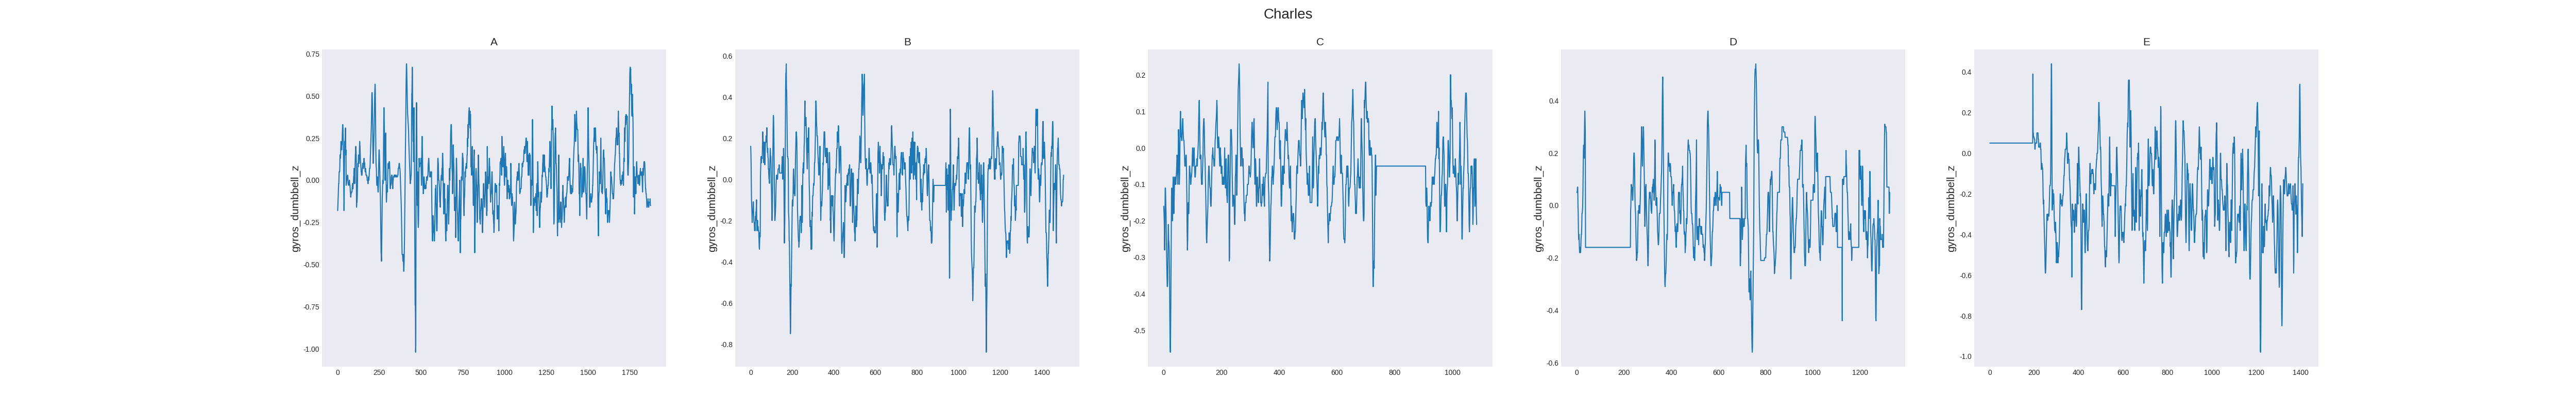 Charles
A
gyros_dumbbell_z
0.75
0.50
0.25
0.00
-0.25
-0.50
-0.75
-1.00
0 250 500 750 1000 1250 1500 1750
B
gyros_dumbbell_z
0.6
0.4
0.2
0.0
-0.2
-0.4
-0.6
-0.8
0 200 400 600 800 1000 1200 1400
C
gyros_dumbbell_z
0.2
0.1
0.0
-0.1
-0.2
-0.3
-0.4
-0.5
0 200 400 600 800 1000
D
gyros_dumbbell_z
0.4
0.2
0.0
-0.2
-0.4
-0.6
0 200 400 600 800 1000 1200
E
gyros_dumbbell_z
0.4
0.2
0.0
-0.2
-0.4
-0.6
-0.8
-1.0
0 200 400 600 800 1000 1200 1400